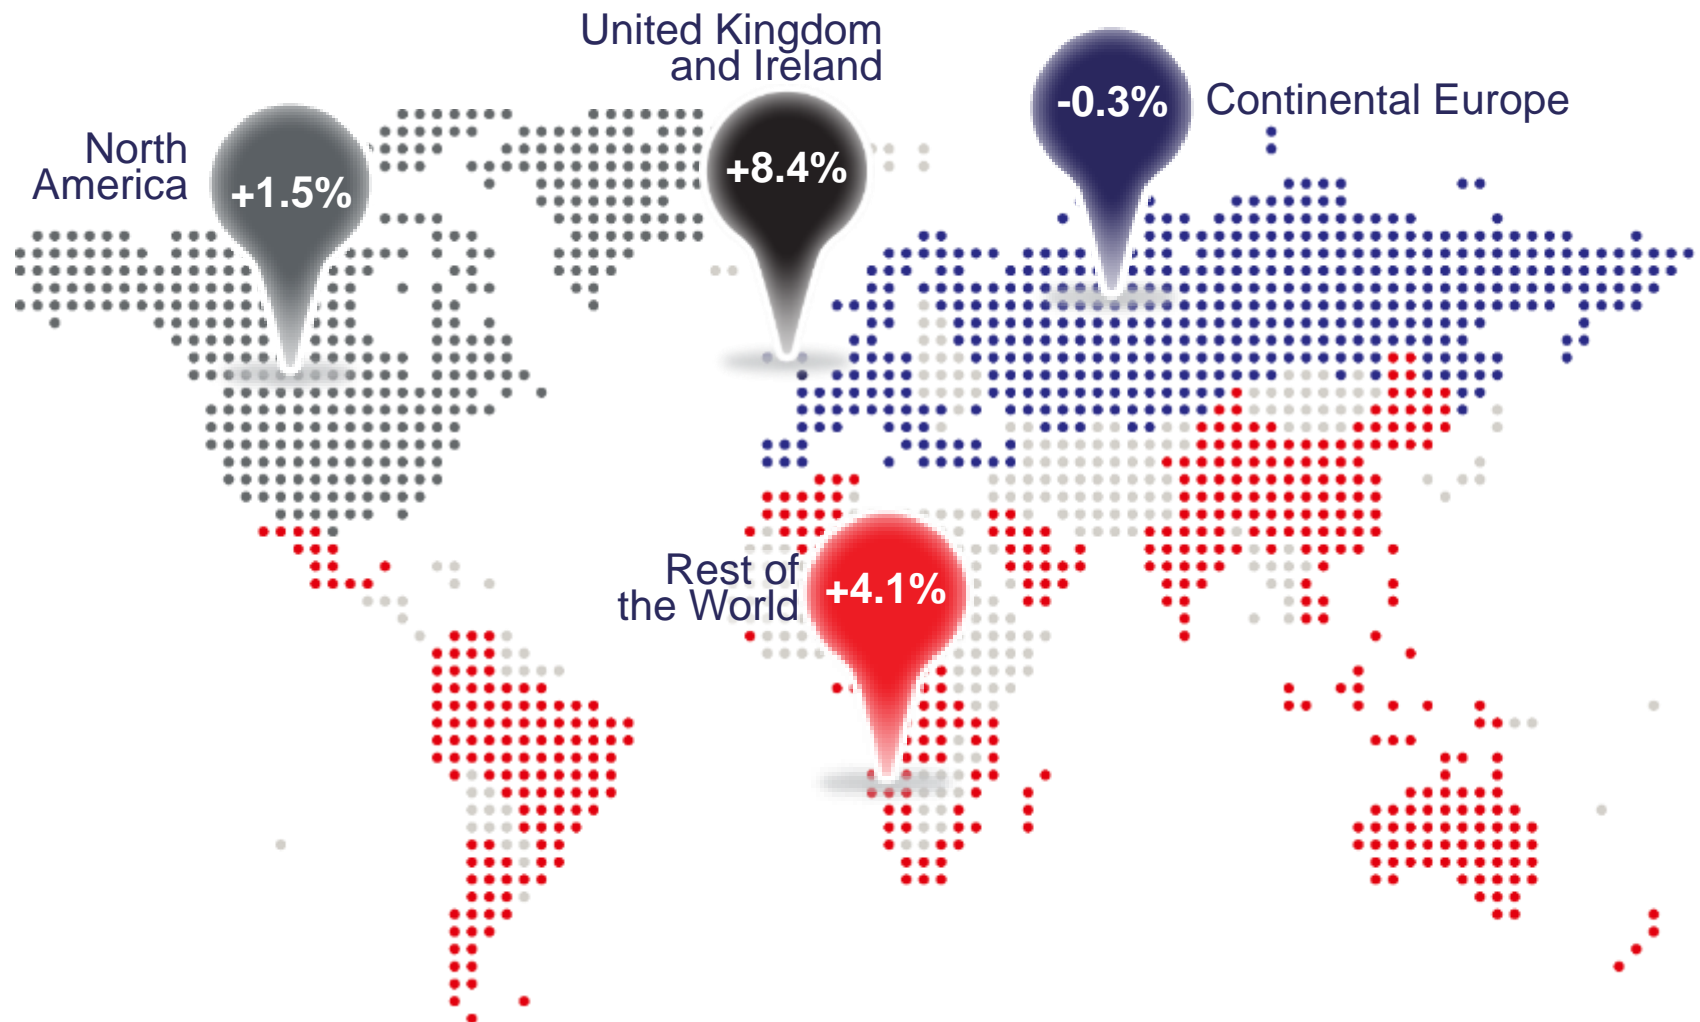 United Kingdom
and Ireland
+8.4%
-0.3%
Continental Europe
North
America
+1.5%
Rest of
the World
+4.1%